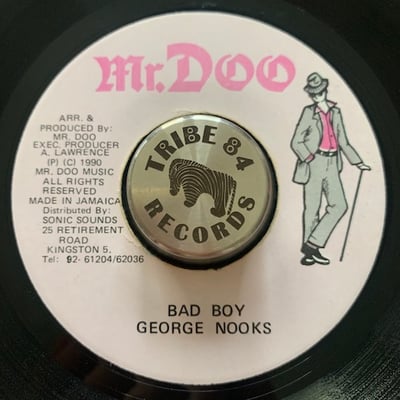 Mr. DOO
ARR. &
PRODUCED By:
MR. DOO
EXEC. PRODUCER
A. LAWRENCE
(P) (C) 1990
MR. DOO MUSIC
ALL RIGHTS
RESERVED
MADE IN JAMAICA
Distributed By:
SONIC SOUNDS
25 RETIREMENT
ROAD
KINGSTON 5.
Tel: 92-61204/62036
TRIBE 84
RECORDS
BAD BOY
GEORGE NOOKS